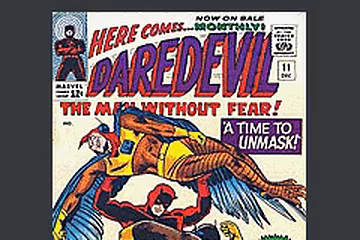 NOW ON SALE
HERE COMES... MONTHLY!
DAREDEVIL
MARVEL
12¢
11
DEC
THE MAN WITHOUT FEAR!
"A TIME TO
UNMASK!"